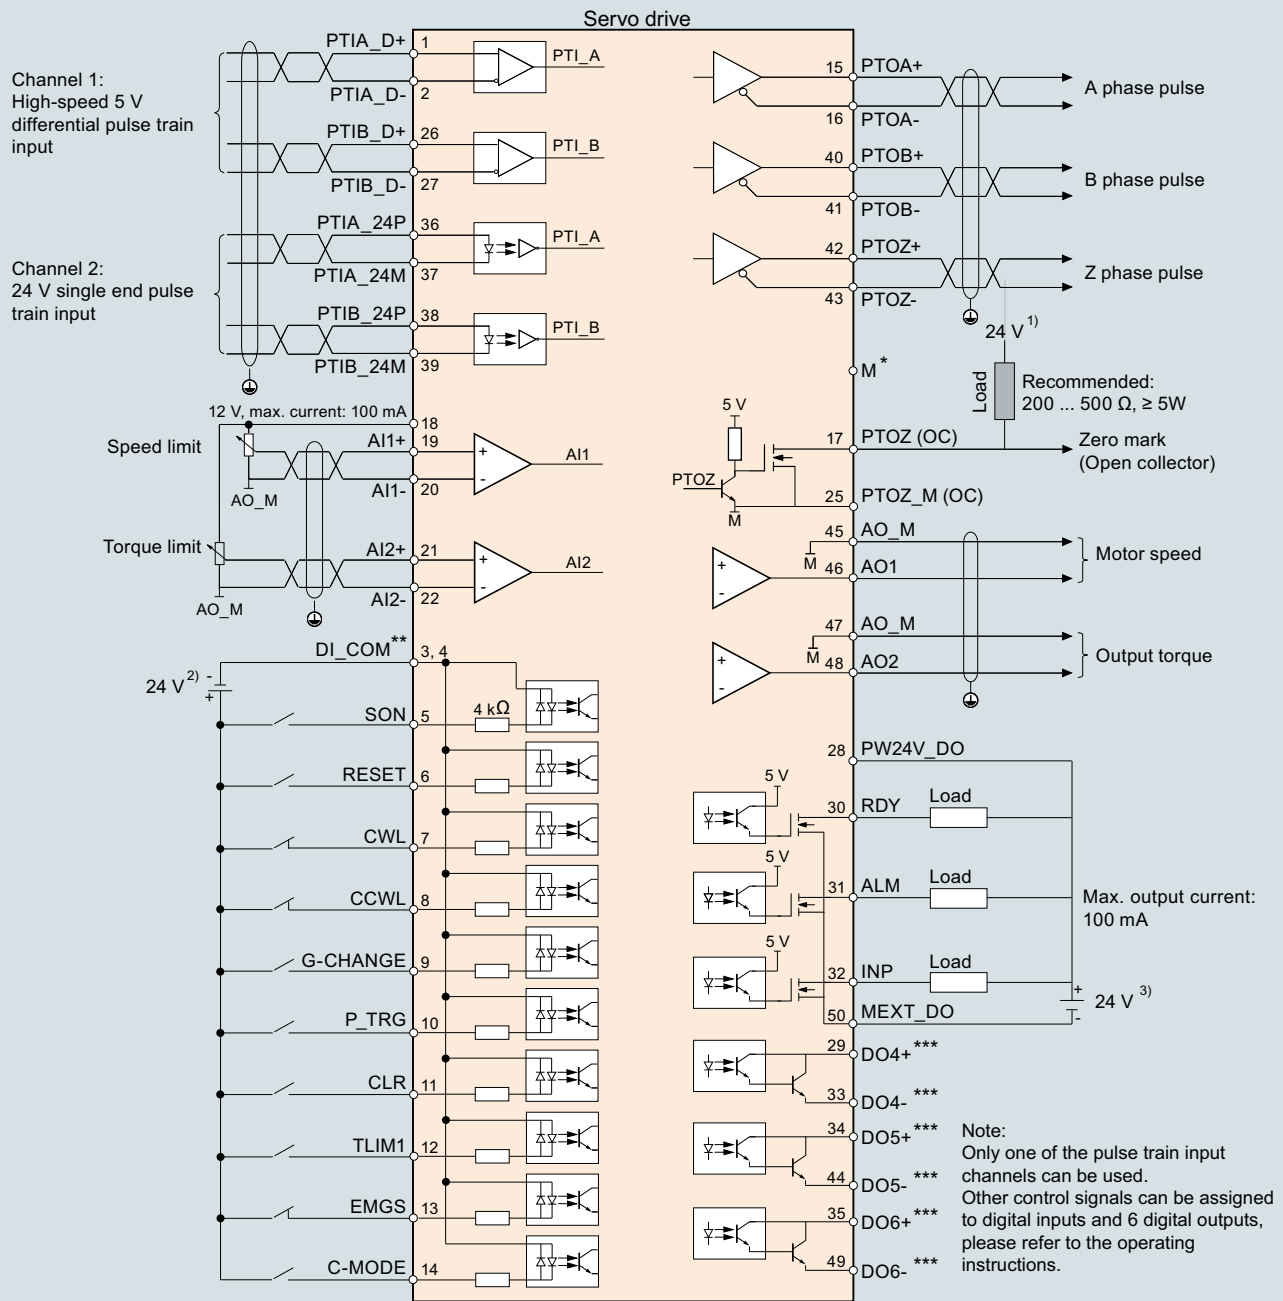 Servo drive
Channel 1:
High-speed 5 V
differential pulse train
input
PTIA_D+ 1
PTIA_D- 2
PTI_A
PTIB_D+ 26
PTIB_D- 27
PTI_B
Channel 2:
24 V single end pulse
train input
PTIA_24P 36
PTIA_24M 37
PTI_A
PTIB_24P 38
PTIB_24M 39
PTI_B
12 V, max. current: 100 mA 18
Speed limit
AI1+ 19
AI1- 20
AI1
AO_M
Torque limit
AI2+ 21
AI2- 22
AI2
AO_M
DI_COM** 3, 4
24 V 2)
-
+
SON 5
4 kΩ
RESET 6
CWL 7
CCWL 8
G-CHANGE 9
P_TRG 10
CLR 11
TLIM1 12
EMGS 13
C-MODE 14
15 PTOA+
16 PTOA-
A phase pulse
40 PTOB+
41 PTOB-
B phase pulse
42 PTOZ+
43 PTOZ-
Z phase pulse
24 V 1)
M*
Load
Recommended:
200 ... 500 Ω, ≥ 5W
5 V
PTOZ
M
17 PTOZ (OC)
Zero mark
(Open collector)
25 PTOZ_M (OC)
45 AO_M
M
46 AO1
Motor speed
47 AO_M
M
48 AO2
Output torque
+
-
+
-
+
-
+
-
28 PW24V_DO
5 V
30 RDY
Load
5 V
31 ALM
Load
Max. output current:
100 mA
5 V
32 INP
Load
+
24 V 3)
-
50 MEXT_DO
29 DO4+ ***
33 DO4- ***
34 DO5+ ***
44 DO5- ***
35 DO6+ ***
49 DO6- ***
Note:
Only one of the pulse train input
channels can be used.
Other control signals can be assigned
to digital inputs and 6 digital outputs,
please refer to the operating
instructions.